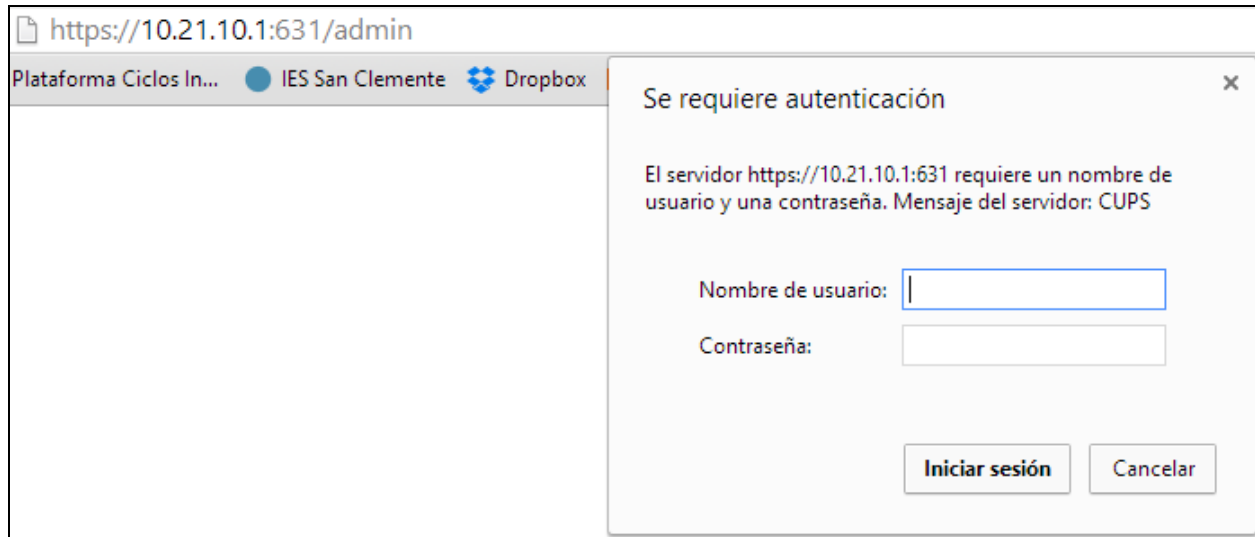 https://10.21.10.1:631/admin
Plataforma Ciclos In... IES San Clemente Dropbox
Se requiere autenticación
El servidor https://10.21.10.1:631 requiere un nombre de
usuario y una contraseña. Mensaje del servidor: CUPS
Nombre de usuario:
Contraseña:
Iniciar sesión Cancelar